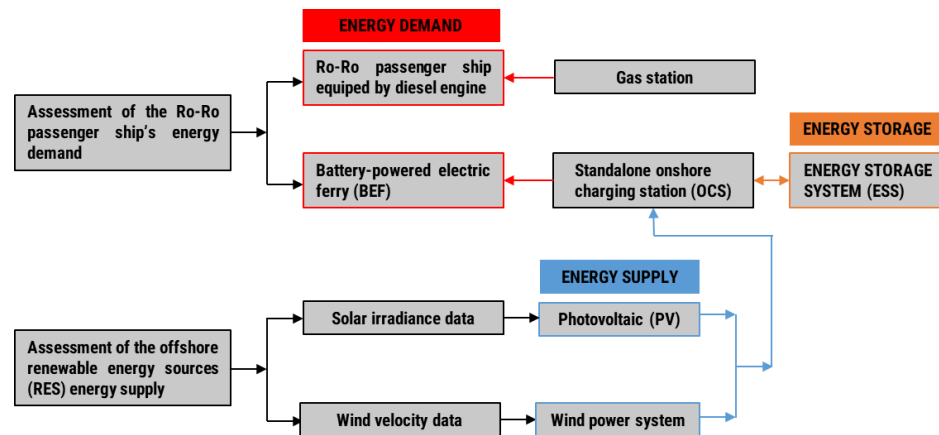 ENERGY DEMAND
Ro-Ro passenger ship
equiped by diesel engine
Gas station
Assessment of the Ro-Ro
passenger ship's energy
demand
ENERGY STORAGE
Battery-powered electric
ferry (BEF)
Standalone onshore
charging station (OCS)
ENERGY STORAGE
SYSTEM (ESS)
ENERGY SUPPLY
Solar irradiance data
Photovoltaic (PV)
Assessment of the offshore
renewable energy sources
(RES) energy supply
Wind velocity data
Wind power system